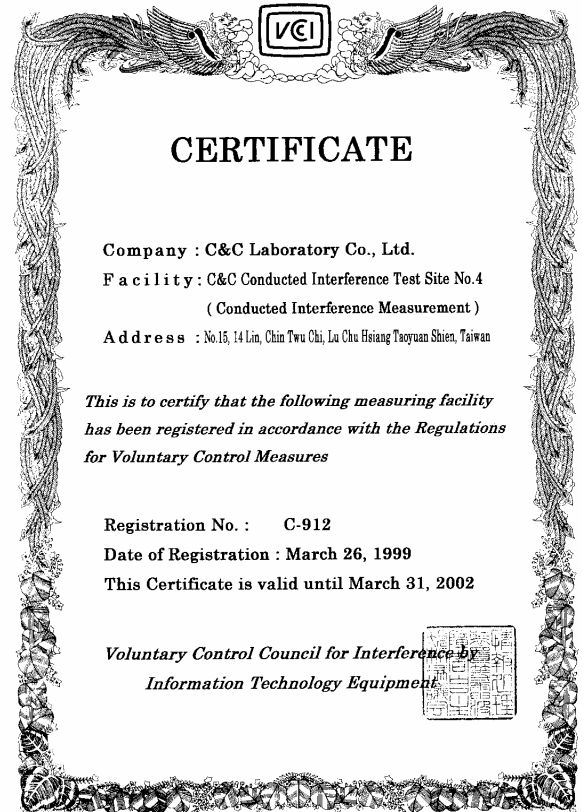 VCCI
CERTIFICATE
Company : C&C Laboratory Co., Ltd.
Facility : C&C Conducted Interference Test Site No.4
( Conducted Interference Measurement )
Address : No.15, 14 Lin, Chin Twu Chi, Lu Chu Hsiang Taoyuan Shien, Taiwan
This is to certify that the following measuring facility
has been registered in accordance with the Regulations
for Voluntary Control Measures
Registration No. : C-912
Date of Registration : March 26, 1999
This Certificate is valid until March 31, 2002
Voluntary Control Council for Interference by
Information Technology Equipment